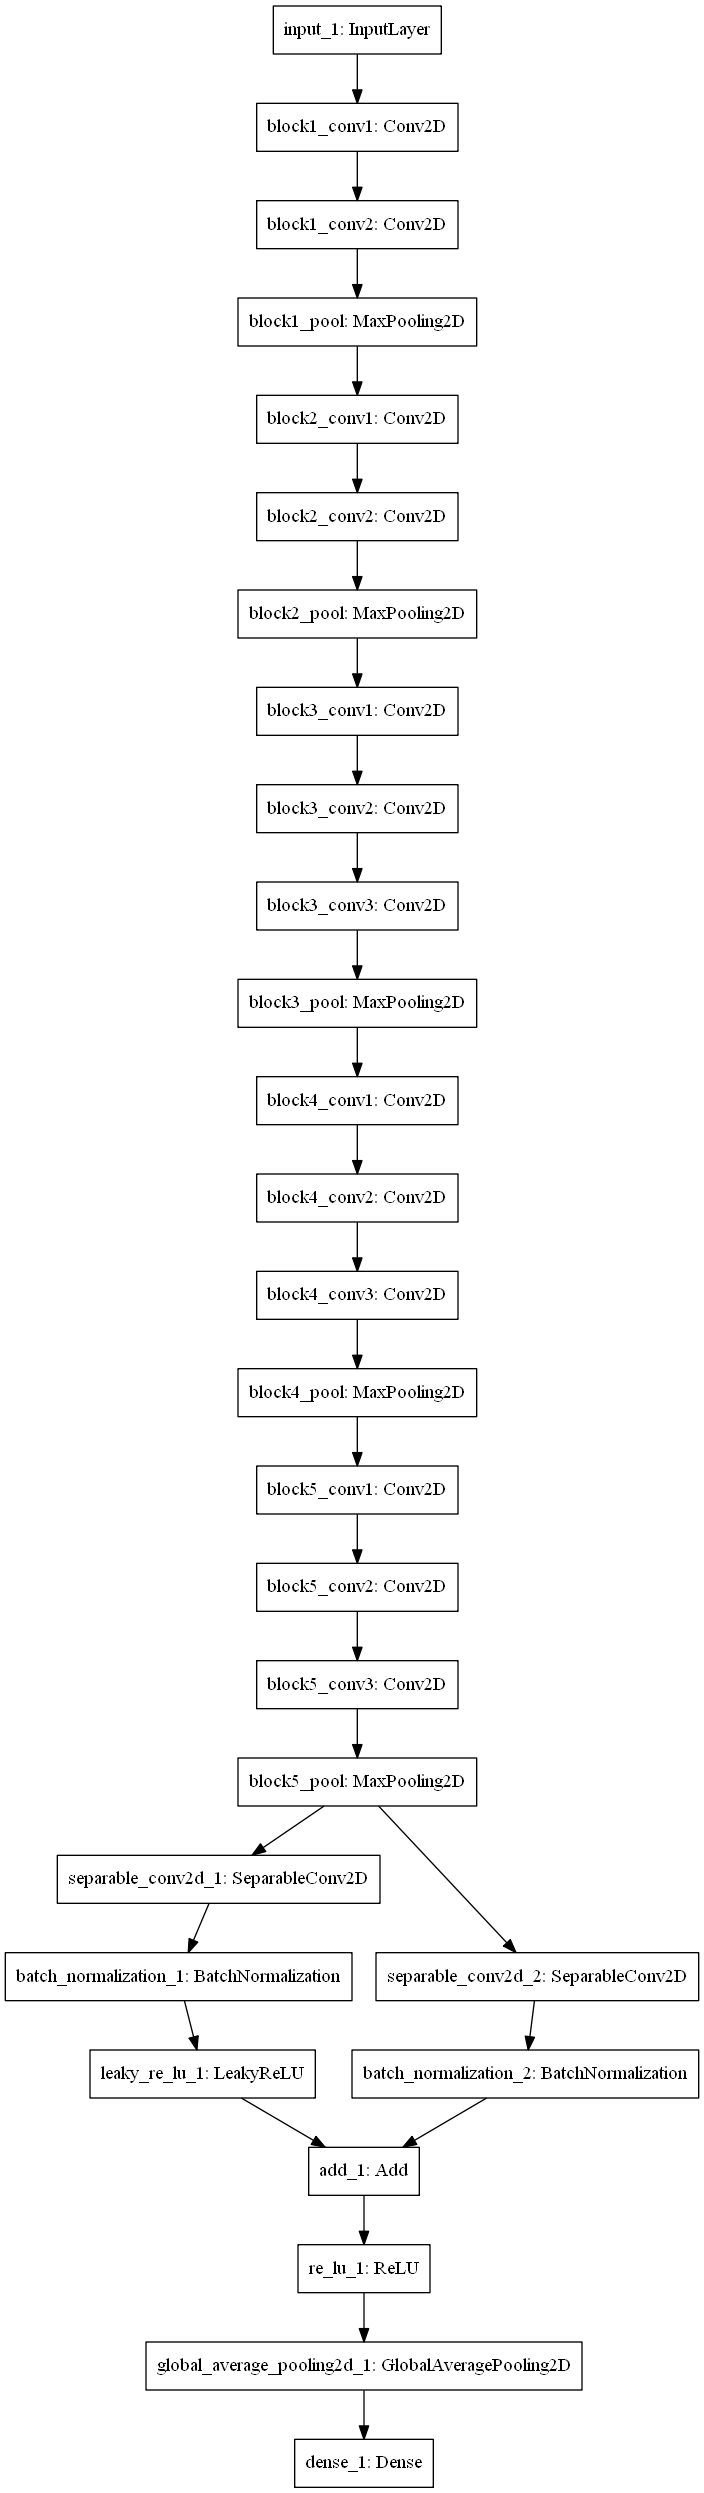 input_1: InputLayer
block1_conv1: Conv2D
block1_conv2: Conv2D
block1_pool: MaxPooling2D
block2_conv1: Conv2D
block2_conv2: Conv2D
block2_pool: MaxPooling2D
block3_conv1: Conv2D
block3_conv2: Conv2D
block3_conv3: Conv2D
block3_pool: MaxPooling2D
block4_conv1: Conv2D
block4_conv2: Conv2D
block4_conv3: Conv2D
block4_pool: MaxPooling2D
block5_conv1: Conv2D
block5_conv2: Conv2D
block5_conv3: Conv2D
block5_pool: MaxPooling2D
separable_conv2d_1: SeparableConv2D
batch_normalization_1: BatchNormalization
separable_conv2d_2: SeparableConv2D
leaky_re_lu_1: LeakyReLU
batch_normalization_2: BatchNormalization
add_1: Add
re_lu_1: ReLU
global_average_pooling2d_1: GlobalAveragePooling2D
dense_1: Dense